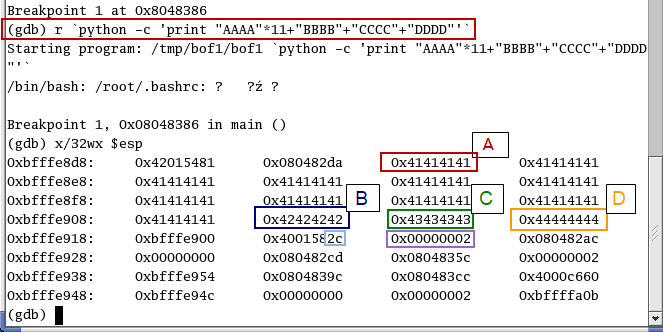 Breakpoint 1 at 0x8048386
(gdb) r `python -c 'print "AAAA"*11+"BBBB"+"CCCC"+"DDDD"'`
Starting program: /tmp/bof1/bof1 `python -c 'print "AAAA"*11+"BBBB"+"CCCC"+"DDDD
"'`
/bin/bash: /root/.bashrc: ?   ?ź ?
Breakpoint 1, 0x08048386 in main ()
(gdb) x/32wx $esp
A
0xbfffe8d8: 0x42015481 0x080482da 0x41414141 0x41414141
0xbfffe8e8: 0x41414141 0x41414141 0x41414141 0x41414141
0xbfffe8f8: 0x41414141 0x41414141 B 0x41414141 C 0x41414141 D
0xbfffe908: 0x41414141 0x42424242 0x43434343 0x44444444
0xbfffe918: 0xbfffe900 0x4001582c 0x00000002 0x080482ac
0xbfffe928: 0x00000000 0x080482cd 0x0804835c 0x00000002
0xbfffe938: 0xbfffe954 0x0804839c 0x080483cc 0x4000c660
0xbfffe948: 0xbfffe94c 0x00000000 0x00000002 0xbffffa0b
(gdb)